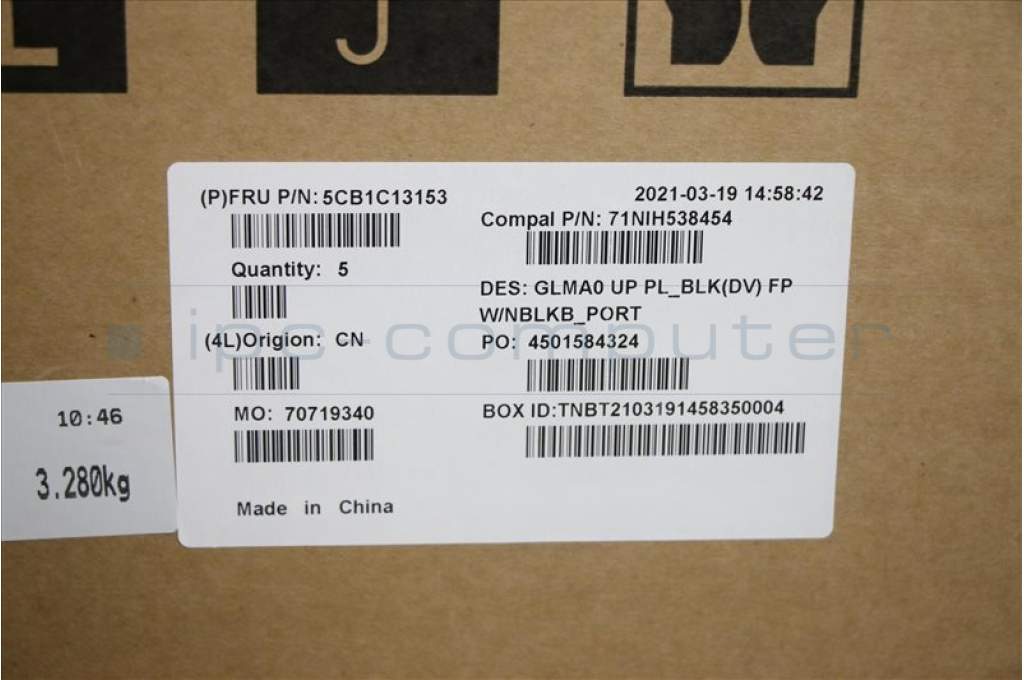 L J
(P)FRU P/N: 5CB1C13153
2021-03-19 14:58:42
Compal P/N: 71NIH538454
Quantity: 5
DES: GLMA0 UP PL_BLK(DV) FP
W/NBLKB_PORT
ipc-computer
(4L)Origion: CN
PO: 4501584324
MO: 70719340
BOX ID:TNBT2103191458350004
10:46
3.280kg
Made in China